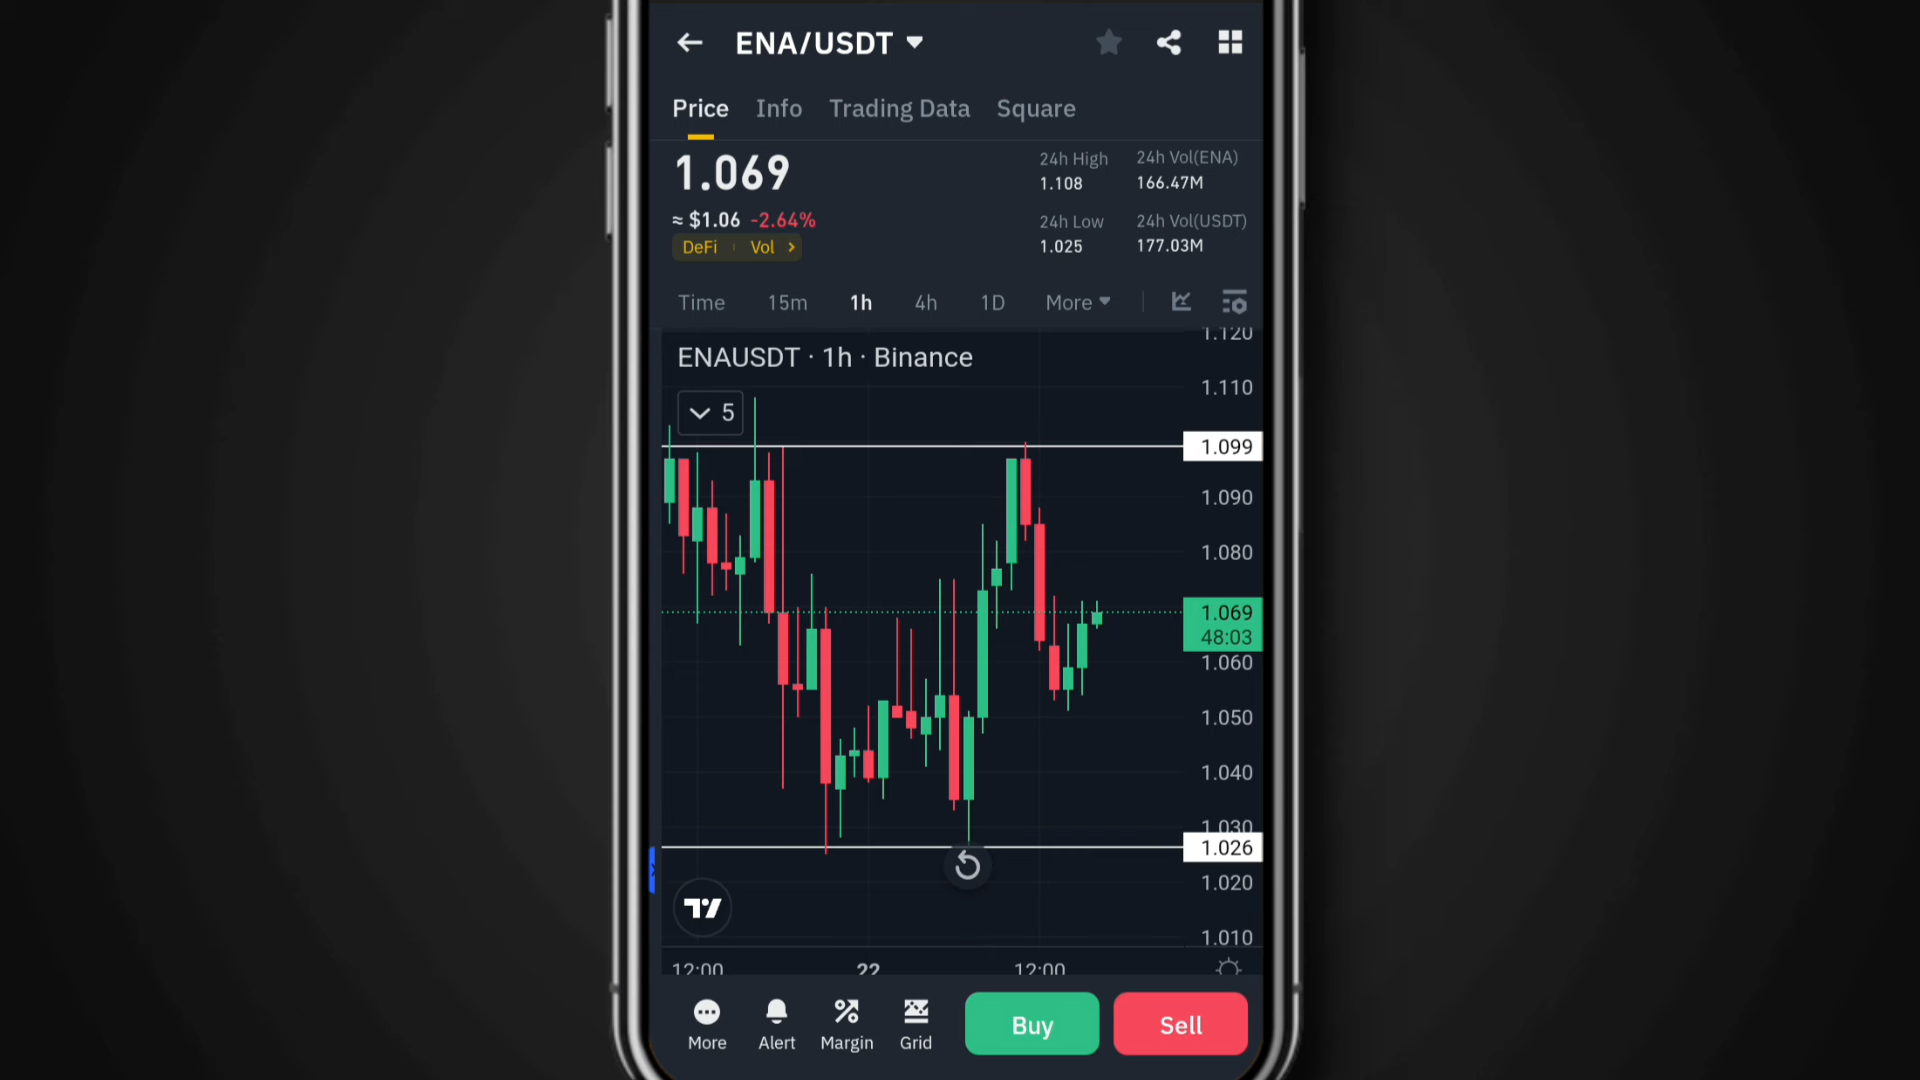 ENA/USDT
Price Info Trading Data Square
1.069
≈ $1.06 -2.64%
DeFi Vol
24h High
1.108
24h Vol(ENA)
166.47M
24h Low
1.025
24h Vol(USDT)
177.03M
Time 15m 1h 4h 1D More
ENAUSDT · 1h · Binance
5
1.120
1.110
1.099
1.090
1.080
1.069
48:03
1.060
1.050
1.040
1.030
1.026
1.020
1.010
12:00 22 12:00
More Alert Margin Grid Buy Sell